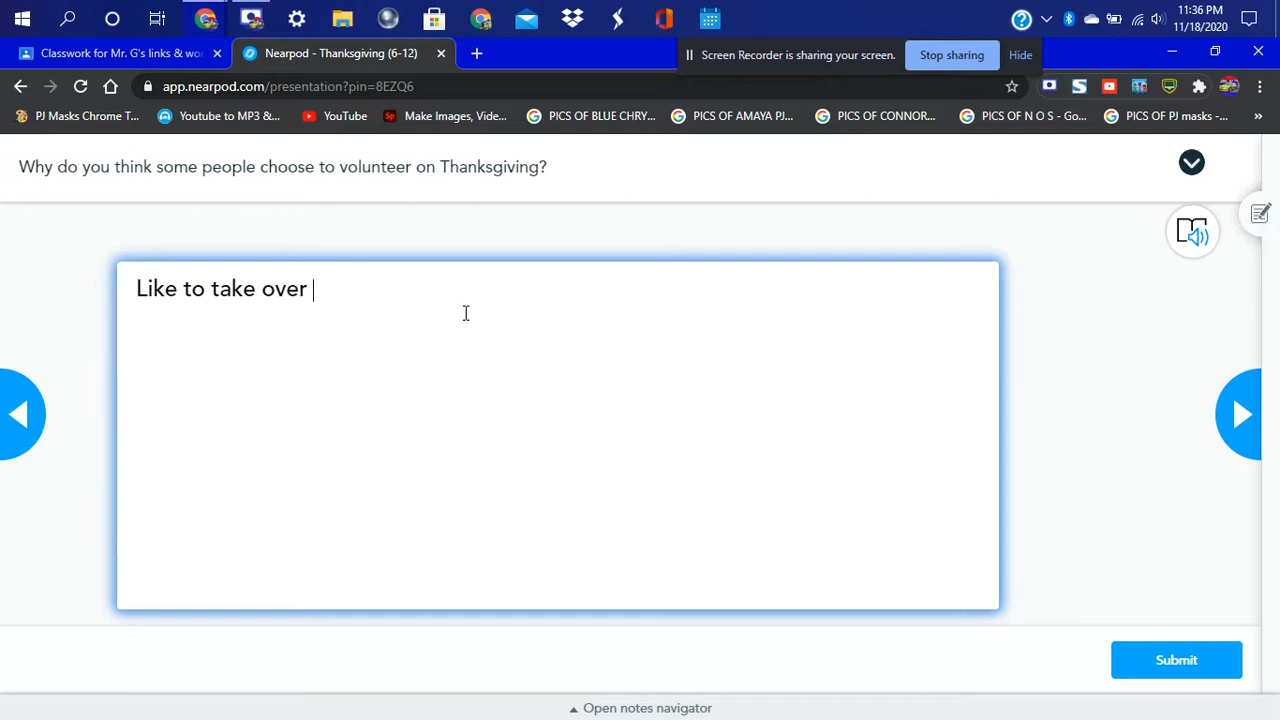 11:36 PM
11/18/2020
Classwork for Mr. G's links & wor
Nearpod - Thanksgiving (6-12)
Screen Recorder is sharing your screen.
Stop sharing
Hide
app.nearpod.com/presentation?pin=8EZQ6
PJ Masks Chrome T...
Youtube to MP3 &...
YouTube
Sp
Make Images, Vide...
PICS OF BLUE CHRY...
PICS OF AMAYA PJ...
PICS OF CONNOR...
PICS OF N O S - Go...
PICS OF PJ masks -...
»
Why do you think some people choose to volunteer on Thanksgiving?
Like to take over
Submit
Open notes navigator